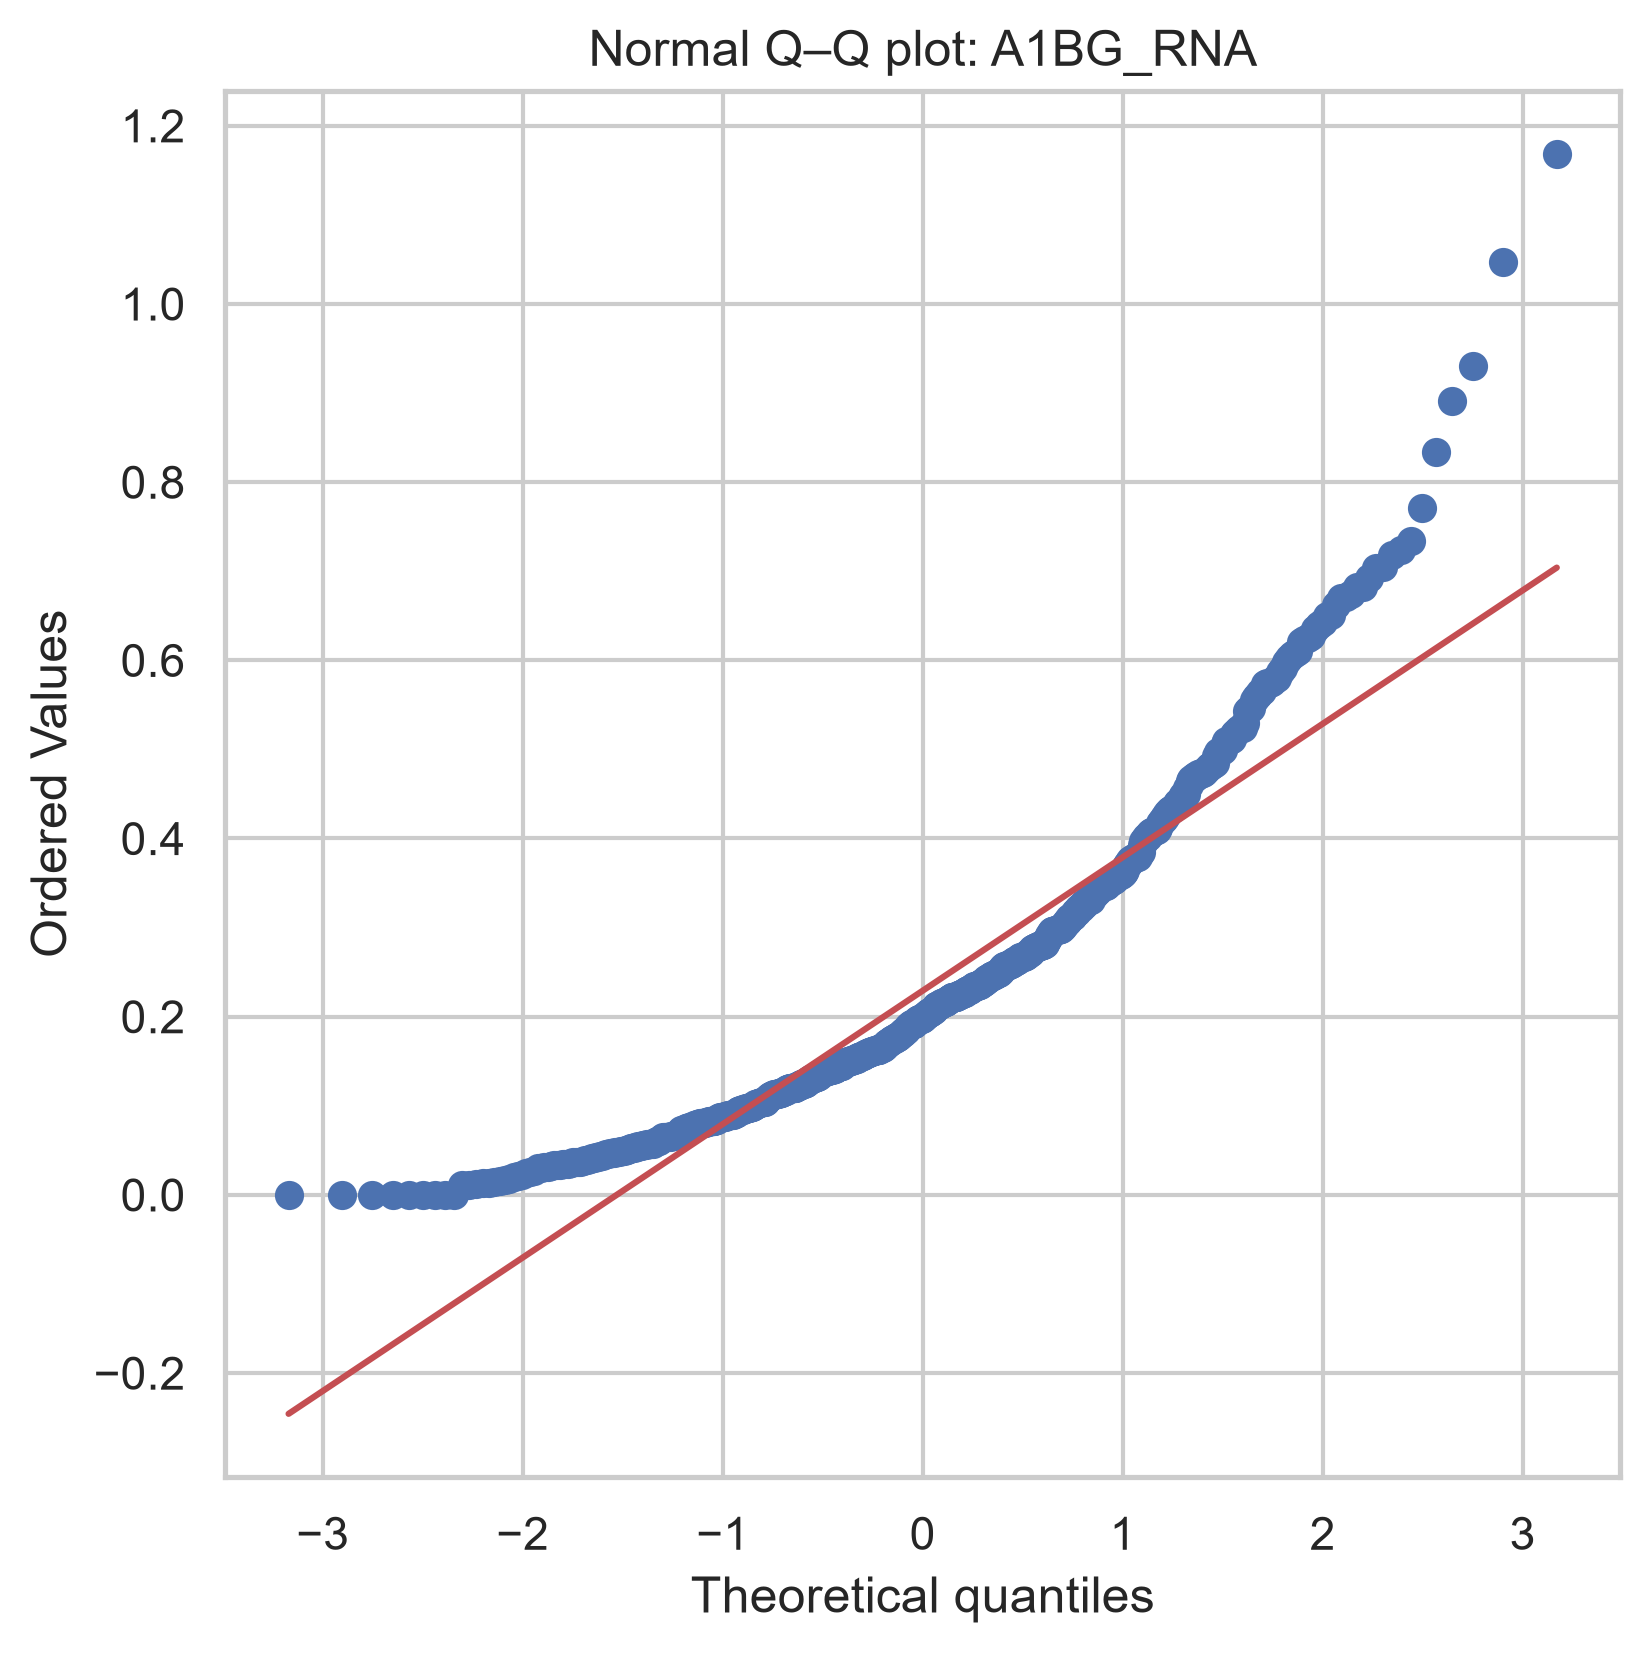 Normal Q–Q plot: A1BG_RNA
1.2
1.0
0.8
0.6
0.4
0.2
0.0
−0.2
Ordered Values
−3 −2 −1 0 1 2 3
Theoretical quantiles